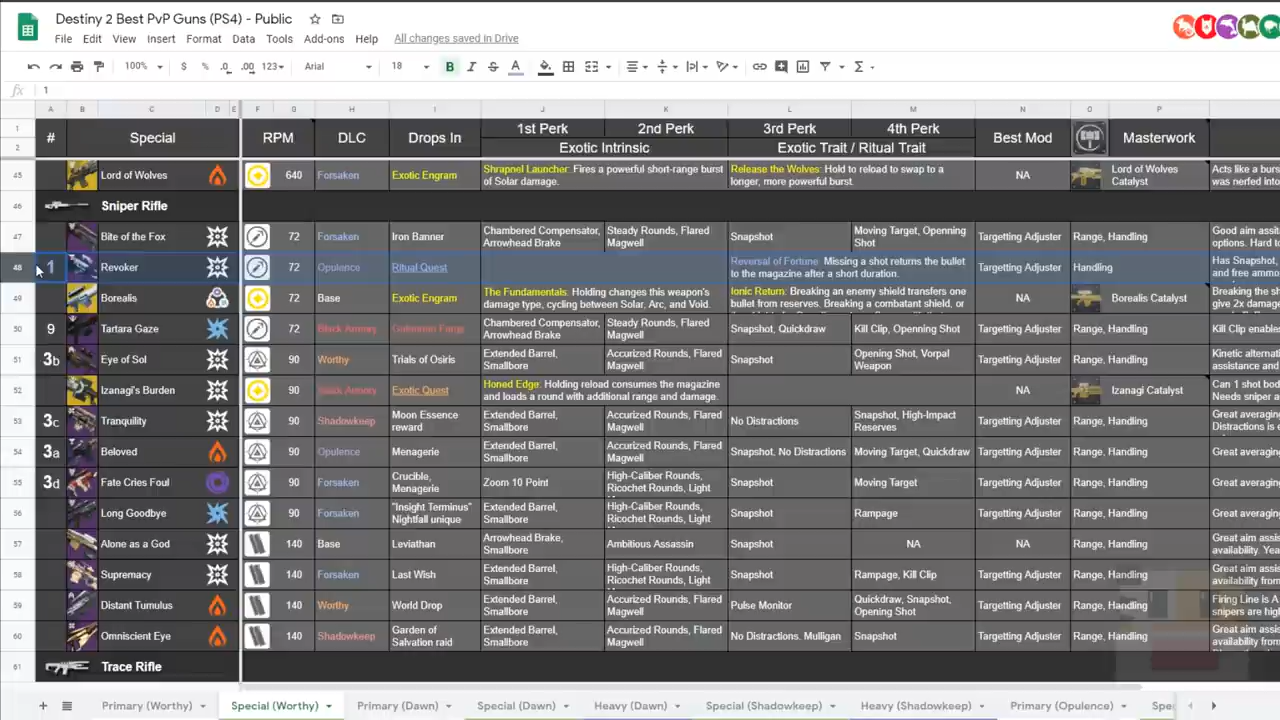 Destiny 2 Best PvP Guns (PS4) - Public
File Edit View Insert Format Data Tools Add-ons Help All changes saved in Drive
100% $ % .0 .00 123 Arial 18 B I S A
fx 1
A B C D E F G H I J K L M N O P
1 # Special RPM DLC Drops In 1st Perk 2nd Perk 3rd Perk 4th Perk Best Mod Masterwork
2 Exotic Intrinsic Exotic Trait / Ritual Trait
45 Lord of Wolves 640 Forsaken Exotic Engram Shrapnel Launcher: Fires a powerful short-range burst Release the Wolves: Hold to reload to swap to a NA Lord of Wolves Acts like a burs
of Solar damage. longer, more powerful burst. Catalyst was nerfed into
46 Sniper Rifle
47 Bite of the Fox 72 Forsaken Iron Banner Chambered Compensator, Steady Rounds, Flared Snapshot Moving Target, Openning Targetting Adjuster Range, Handling Good aim assis
Arrowhead Brake Magwell Shot options. Hard to
48 1 Revoker 72 Opulence Ritual Quest Reversal of Fortune: Missing a shot returns the bullet Targetting Adjuster Handling Has Snapshot,
to the magazine after a short duration. and free ammo
49 Borealis 72 Base Exotic Engram The Fundamentals: Holding changes this weapon's Ionic Return: Breaking an enemy shield transfers one NA Borealis Catalyst Breaking the sh
damage type, cycling between Solar, Arc, and Void. bullet from reserves. Breaking a combatant shield, or give 2x damage
50 9 Tartara Gaze 72 Black Armory Chambered Compensator, Steady Rounds, Flared Snapshot, Quickdraw Kill Clip, Openning Shot Targetting Adjuster Range, Handling Kill Clip enables
Arrowhead Brake Magwell
51 3b Eye of Sol 90 Worthy Trials of Osiris Extended Barrel, Accurized Rounds, Flared Snapshot Opening Shot, Vorpal Targetting Adjuster Range, Handling Kinetic alternati
Smallbore Magwell Weapon assistance and
52 Izanagi's Burden 90 Black Armory Exotic Quest Honed Edge: Holding reload consumes the magazine NA Izanagi Catalyst Can 1 shot bod
and loads a round with additional range and damage. Needs sniper a
53 3c Tranquility 90 Shadowkeep Moon Essence Extended Barrel, Accurized Rounds, Flared No Distractions Snapshot, High-Impact Targetting Adjuster Range, Handling Great averaging
reward Smallbore Magwell Reserves Distractions is
54 3a Beloved 90 Opulence Menagerie Extended Barrel, Accurized Rounds, Flared Snapshot, No Distractions Moving Target, Quickdraw Targetting Adjuster Range, Handling Great averaging
Smallbore Magwell
55 3d Fate Cries Foul 90 Forsaken Crucible, Zoom 10 Point High-Caliber Rounds, Snapshot Moving Target Targetting Adjuster Range, Handling Great averaging
Menagerie Ricochet Rounds, Light
56 Long Goodbye 90 Forsaken "Insight Terminus" Extended Barrel, High-Caliber Rounds, Snapshot Rampage Targetting Adjuster Range, Handling Great averaging
Nightfall unique Smallbore Ricochet Rounds, Light
57 Alone as a God 140 Base Leviathan Arrowhead Brake, Ambitious Assassin Snapshot NA NA Range, Handling Great aim assis
Smallbore availability. Yea
58 Supremacy 140 Forsaken Last Wish Extended Barrel, High-Caliber Rounds, Snapshot Rampage, Kill Clip Targetting Adjuster Range, Handling Great aim assis
Smallbore Ricochet Rounds, Light availability from
59 Distant Tumulus 140 Worthy World Drop Extended Barrel, Accurized Rounds, Flared Pulse Monitor Quickdraw, Snapshot, Targetting Adjuster Range, Handling Firing Line is A
Smallbore Magwell Opening Shot snipers are high
60 Omniscient Eye 140 Shadowkeep Garden of Extended Barrel, Accurized Rounds, Flared No Distractions. Mulligan Snapshot Targetting Adjuster Range, Handling Great aim assis
Salvation raid Smallbore Magwell availability from
61 Trace Rifle
Primary (Worthy) Special (Worthy) Primary (Dawn) Special (Dawn) Heavy (Dawn) Special (Shadowkeep) Heavy (Shadowkeep) Primary (Opulence) Spe